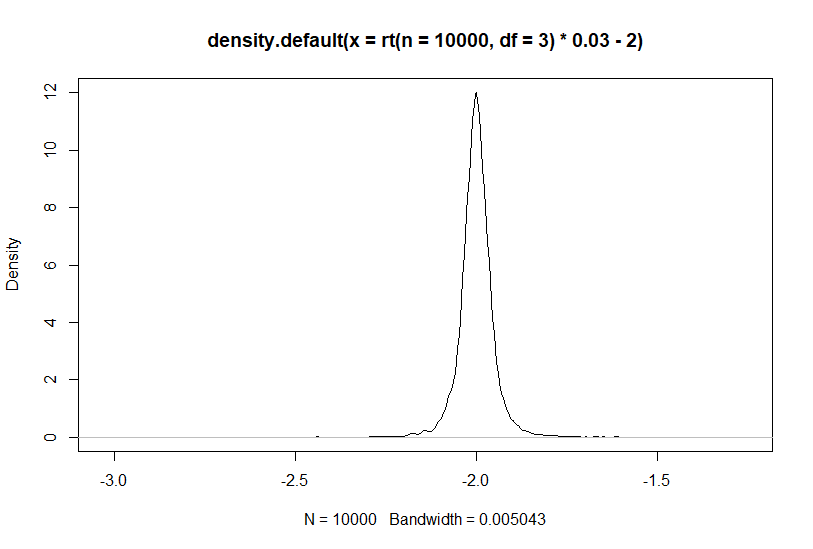 density.default(x = rt(n = 10000, df = 3) * 0.03 - 2)
12
10
8
6
4
2
0
Density
-3.0 -2.5 -2.0 -1.5
N = 10000 Bandwidth = 0.005043